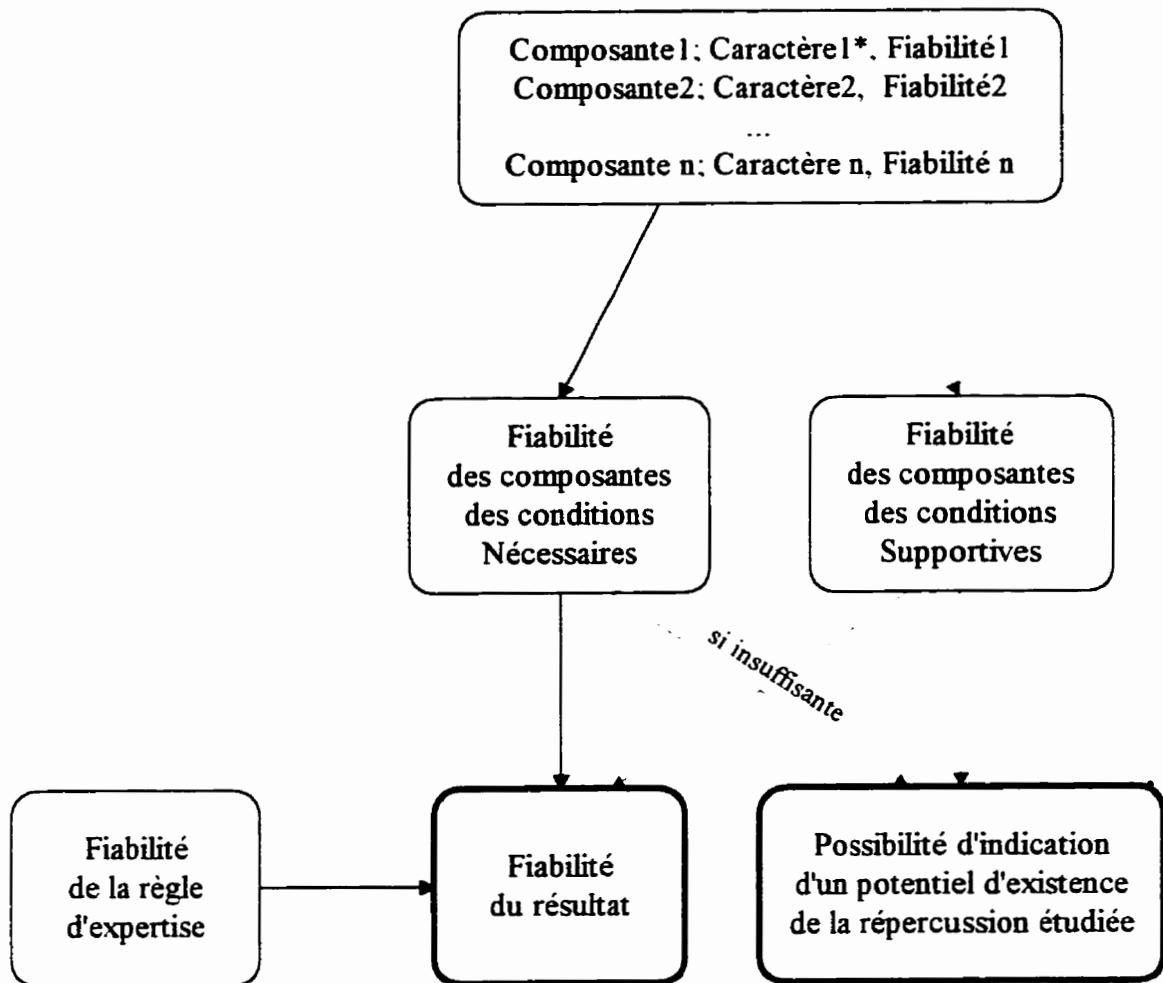 Composante1; Caractère1*, Fiabilité1
Composante2; Caractère2, Fiabilité2
...
Composante n; Caractère n, Fiabilité n
Fiabilité
des composantes
des conditions
Nécessaires
Fiabilité
des composantes
des conditions
Supportives
si insuffisante
Fiabilité
de la règle
d'expertise
Fiabilité
du résultat
Possibilité d'indication
d'un potentiel d'existence
de la répercussion étudiée